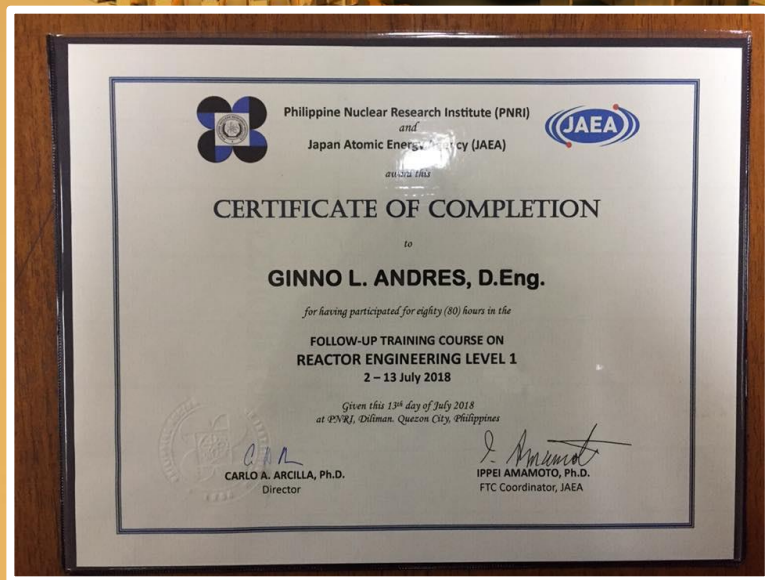 Philippine Nuclear Research Institute (PNRI)
and
Japan Atomic Energy Agency (JAEA)
JAEA
award this
CERTIFICATE OF COMPLETION
to
GINNO L. ANDRES, D.Eng.
for having participated for eighty (80) hours in the
FOLLOW-UP TRAINING COURSE ON
REACTOR ENGINEERING LEVEL 1
2 – 13 July 2018
Given this 13th day of July 2018
at PNRI, Diliman. Quezon City, Philippines
CARLO A. ARCILLA, Ph.D.
Director
IPPEI AMAMOTO, Ph.D.
FTC Coordinator, JAEA